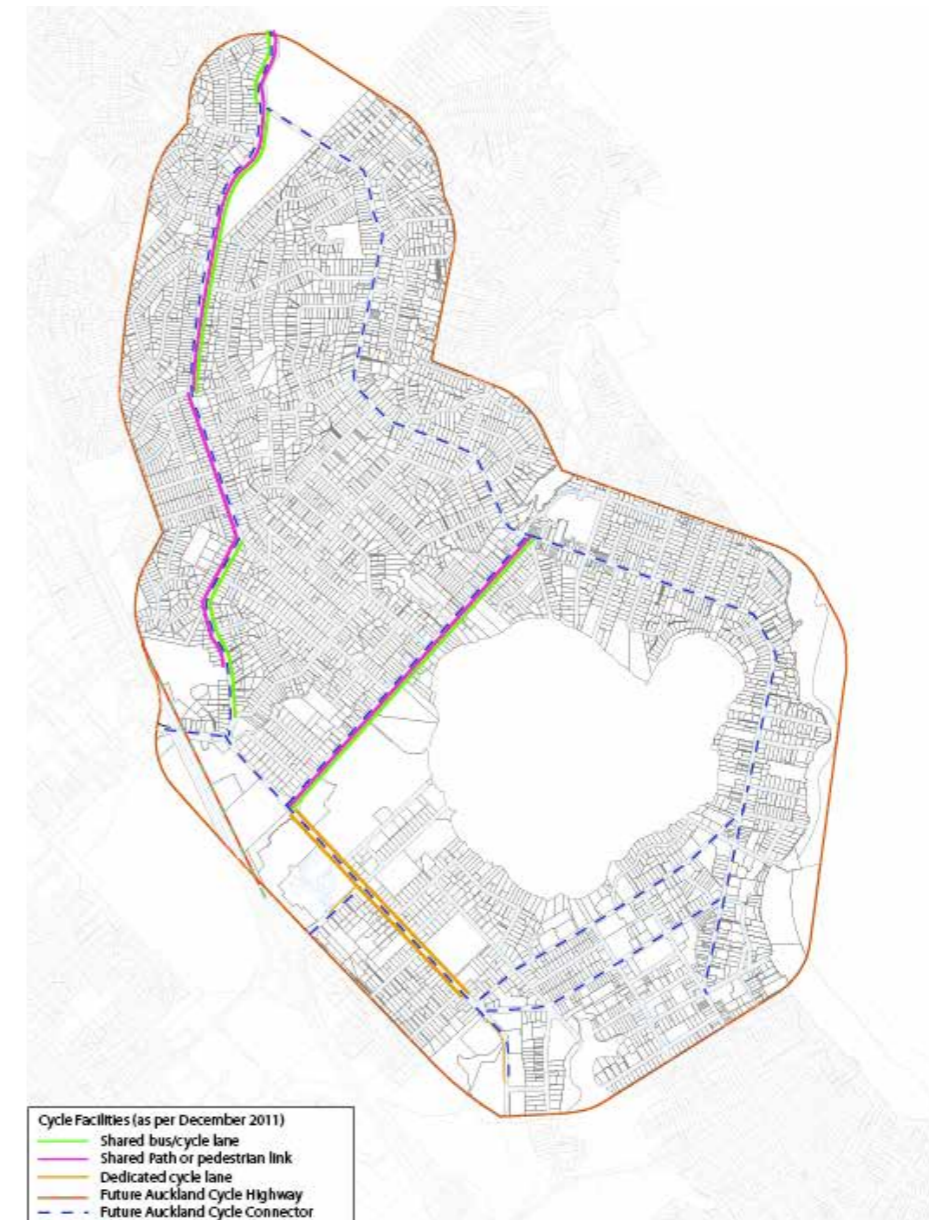 Cycle Facilities (as per December 2011)
Shared bus/cycle lane
Shared Path or pedestrian link
Dedicated cycle lane
Future Auckland Cycle Highway
Future Auckland Cycle Connector